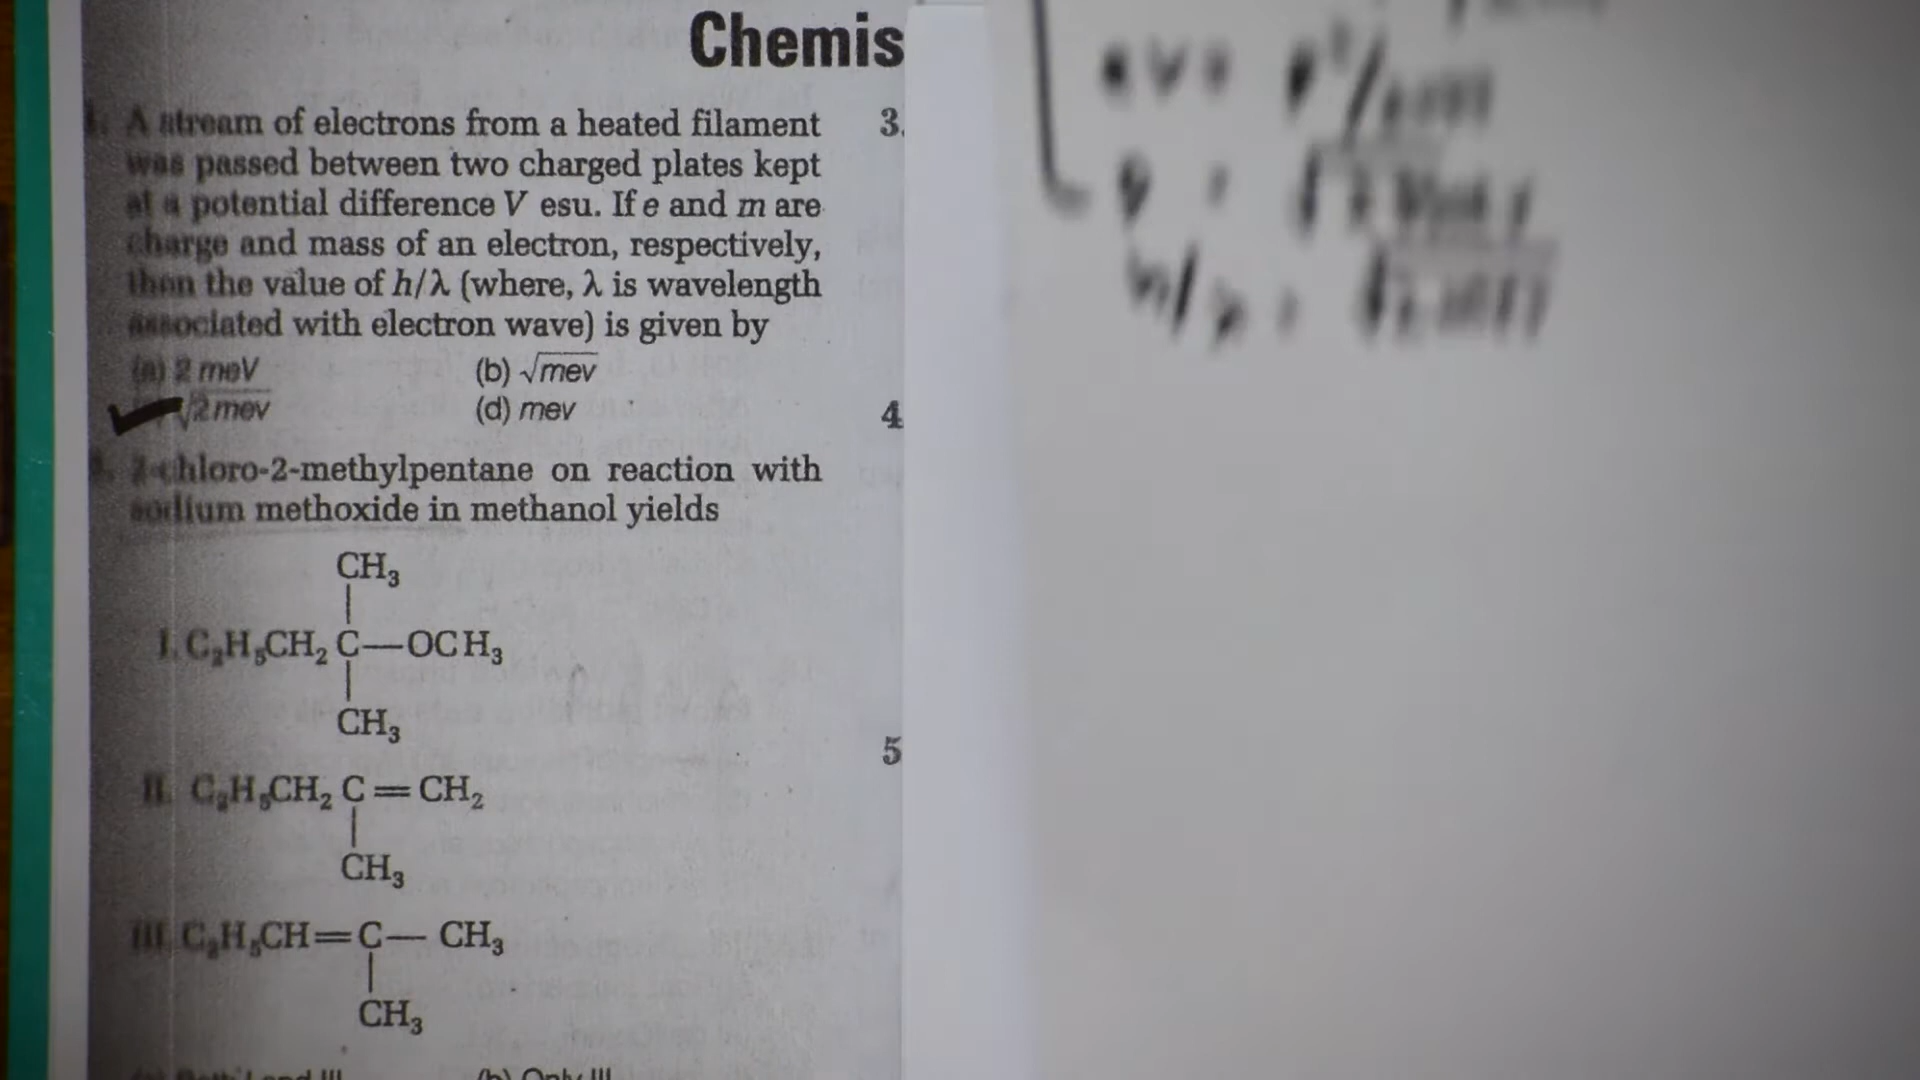 Chemis
A stream of electrons from a heated filament
was passed between two charged plates kept
at a potential difference V esu. If e and m are
charge and mass of an electron, respectively,
then the value of h/λ (where, λ is wavelength
associated with electron wave) is given by
(a) 2 meV (b) √mev
√2mev (d) mev
2-chloro-2-methylpentane on reaction with
sodium methoxide in methanol yields
CH₃
I. C₂H₅CH₂ C—OCH₃
CH₃
II. C₂H₅CH₂ C=CH₂
CH₃
III. C₂H₅CH=C— CH₃
CH₃
(b) Only III
3.
4
5
h/λ =